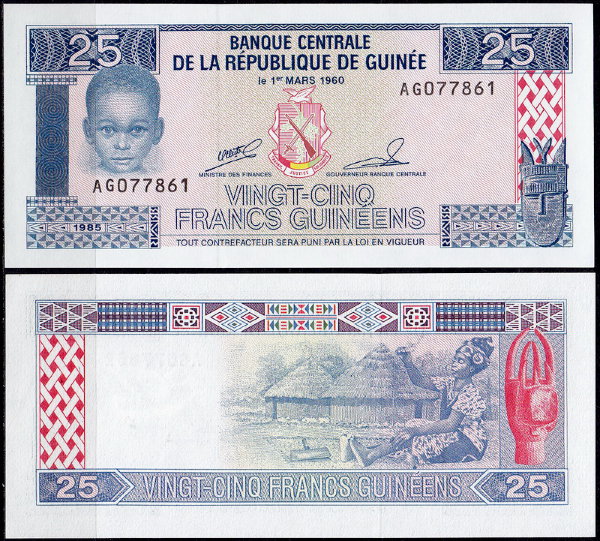 25
BANQUE CENTRALE
25
DE LA RÉPUBLIQUE DE GUINÉE
le 1er MARS 1960
AG077861
MINISTRE DES FINANCES
GOUVERNEUR BANQUE CENTRALE
AG077861
VINGT-CINQ
FRANCS GUINÉENS
1985
TOUT CONTREFACTEUR SERA PUNI PAR LA LOI EN VIGUEUR
25
VINGT-CINQ FRANCS GUINÉENS
25